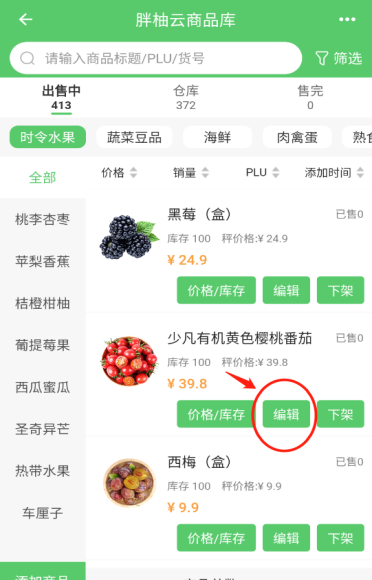 胖柚云商品库
请输入商品标题/PLU/货号
筛选
出售中 仓库 售完
413 372 0
时令水果 蔬菜豆品 海鲜 肉禽蛋 熟食
全部
桃李杏枣
苹梨香蕉
桔橙柑柚
葡提莓果
西瓜蜜瓜
圣奇异芒
热带水果
车厘子
添加商品
价格 销量 PLU 添加时间
黑莓（盒） 已售0
库存 100 秤价格:¥ 24.9
¥ 24.9
价格/库存 编辑 下架
少凡有机黄色樱桃番茄 已售0
库存 100 秤价格:¥ 39.8
¥ 39.8
价格/库存 编辑 下架
西梅（盒） 已售0
库存 100 秤价格:¥ 9.9
¥ 9.9
价格/库存 编辑 下架